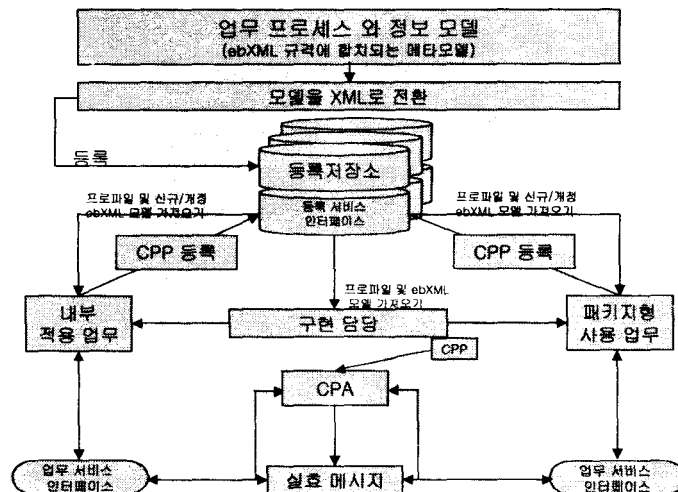 업무 프로세스 와 정보 모델
(ebXML 규격에 합치되는 메타모델)
모델을 XML로 전환
등록
등록저장소
프로파일 및 신규/개정
ebXML 모델 가져오기
등록 서비스
인터페이스
프로파일 및 신규/개정
ebXML 모델 가져오기
CPP 등록
CPP 등록
프로파일 및 ebXML
모델 가져오기
내부
적용 업무
구현 담당
패키지형
사용 업무
CPP
CPA
업무 서비스
인터페이스
실효 메시지
업무 서비스
인터페이스